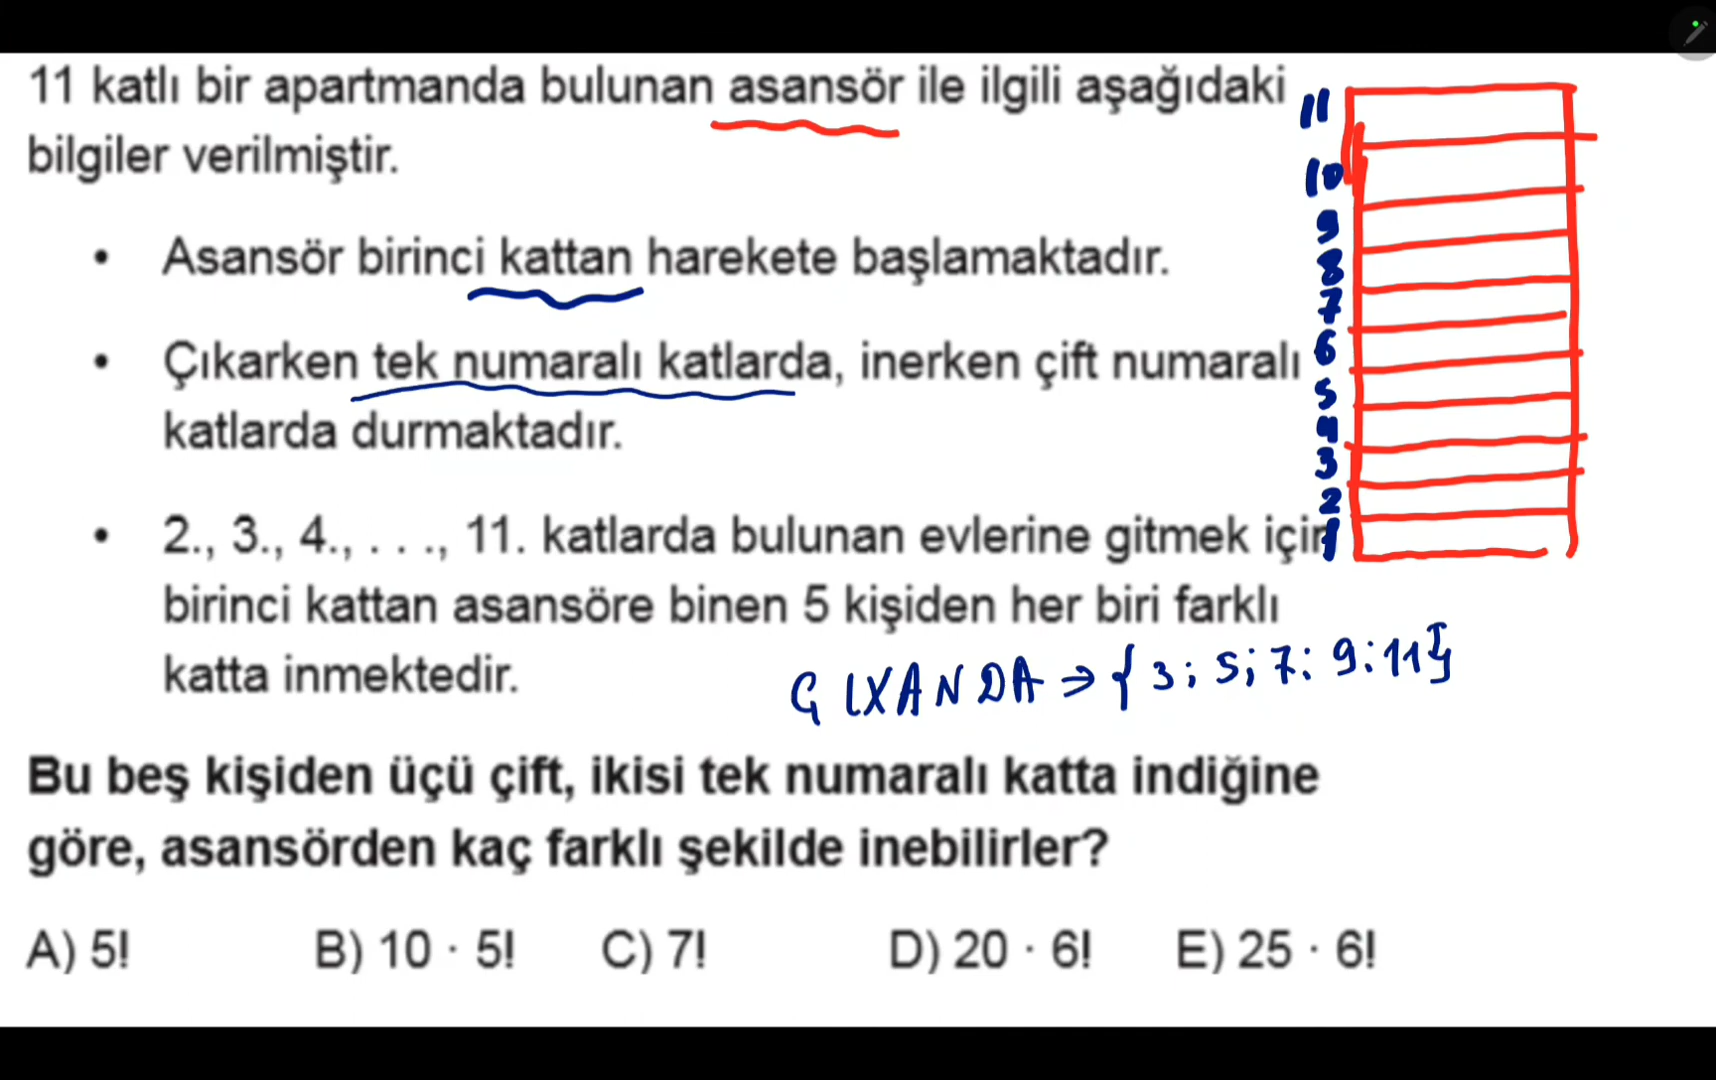 11 katlı bir apartmanda bulunan asansör ile ilgili aşağıdaki
bilgiler verilmiştir.
• Asansör birinci kattan harekete başlamaktadır.
• Çıkarken tek numaralı katlarda, inerken çift numaralı
katlarda durmaktadır.
• 2., 3., 4., . . ., 11. katlarda bulunan evlerine gitmek için
birinci kattan asansöre binen 5 kişiden her biri farklı
katta inmektedir.
ÇIXANDA ⇒ {3; 5; 7; 9; 11}
Bu beş kişiden üçü çift, ikisi tek numaralı katta indiğine
göre, asansörden kaç farklı şekilde inebilirler?
A) 5! B) 10 · 5! C) 7! D) 20 · 6! E) 25 · 6!
11
10
9
8
7
6
5
4
3
2
1